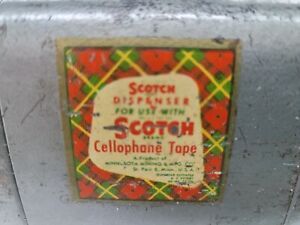 SCOTCH
BRAND
DISPENSER
FOR USE WITH
SCOTCH
BRAND
Cellophane Tape
A Product of
MINNESOTA MINING & MFG. CO.
St. Paul 6, Minn., U.S.A.